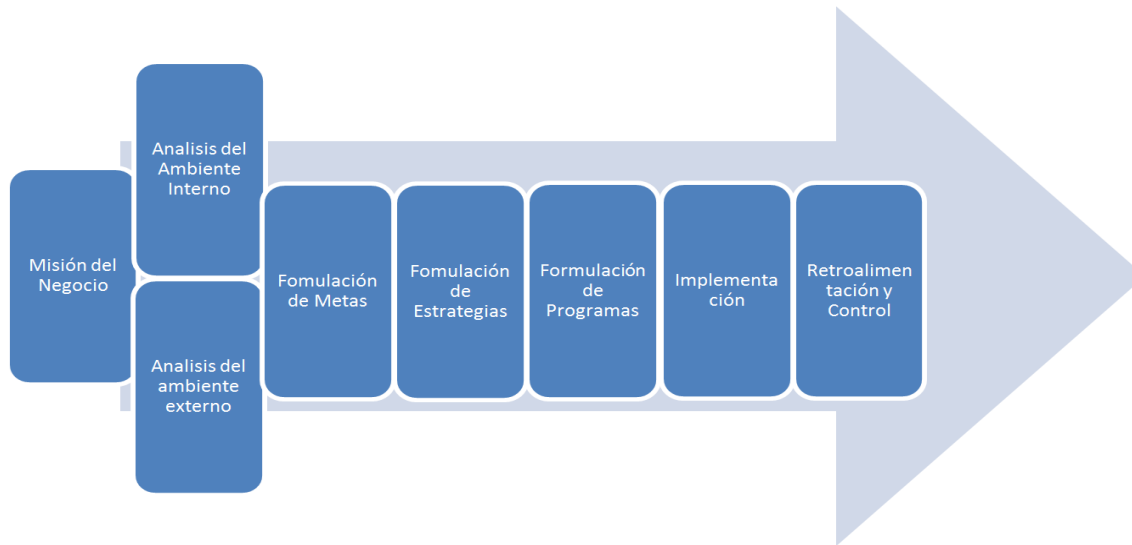 Misión del
Negocio
Analisis del
Ambiente
Interno
Analisis del
ambiente
externo
Fomulación
de Metas
Fomulación
de
Estrategias
Formulación
de
Programas
Implementa
ción
Retroalimen
tación y
Control